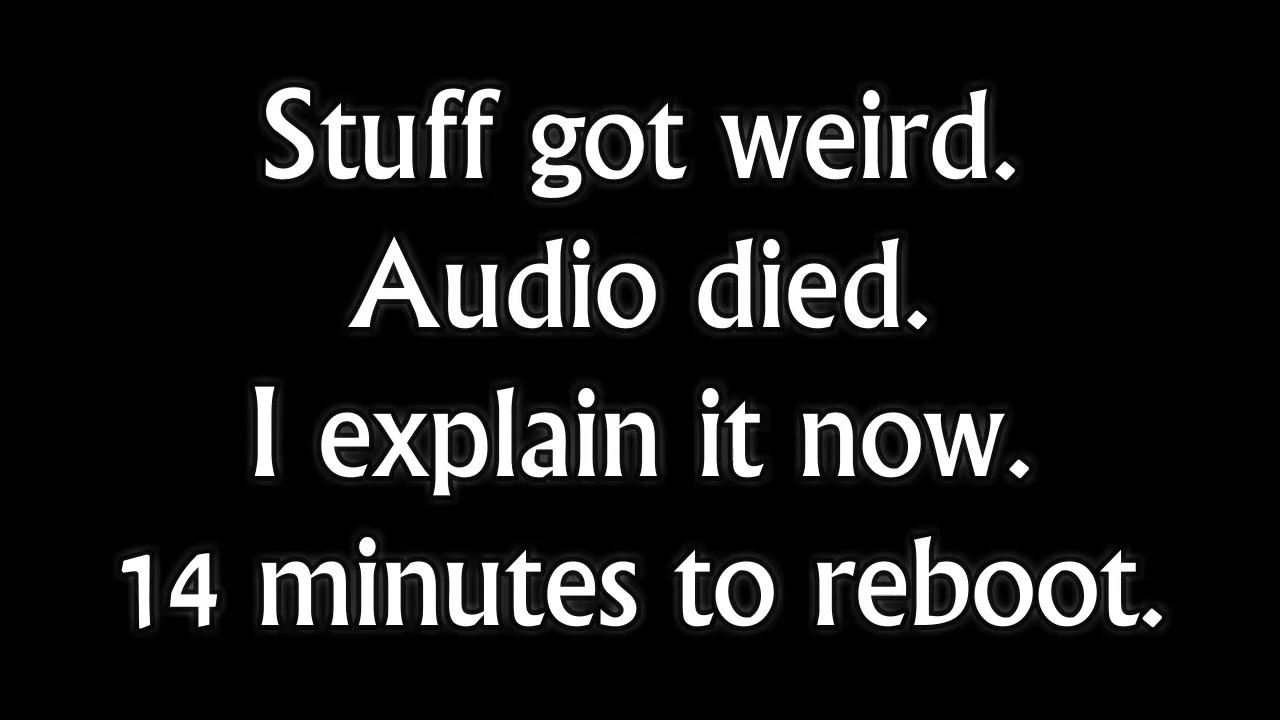 Stuff got weird.
Audio died.
I explain it now.
14 minutes to reboot.